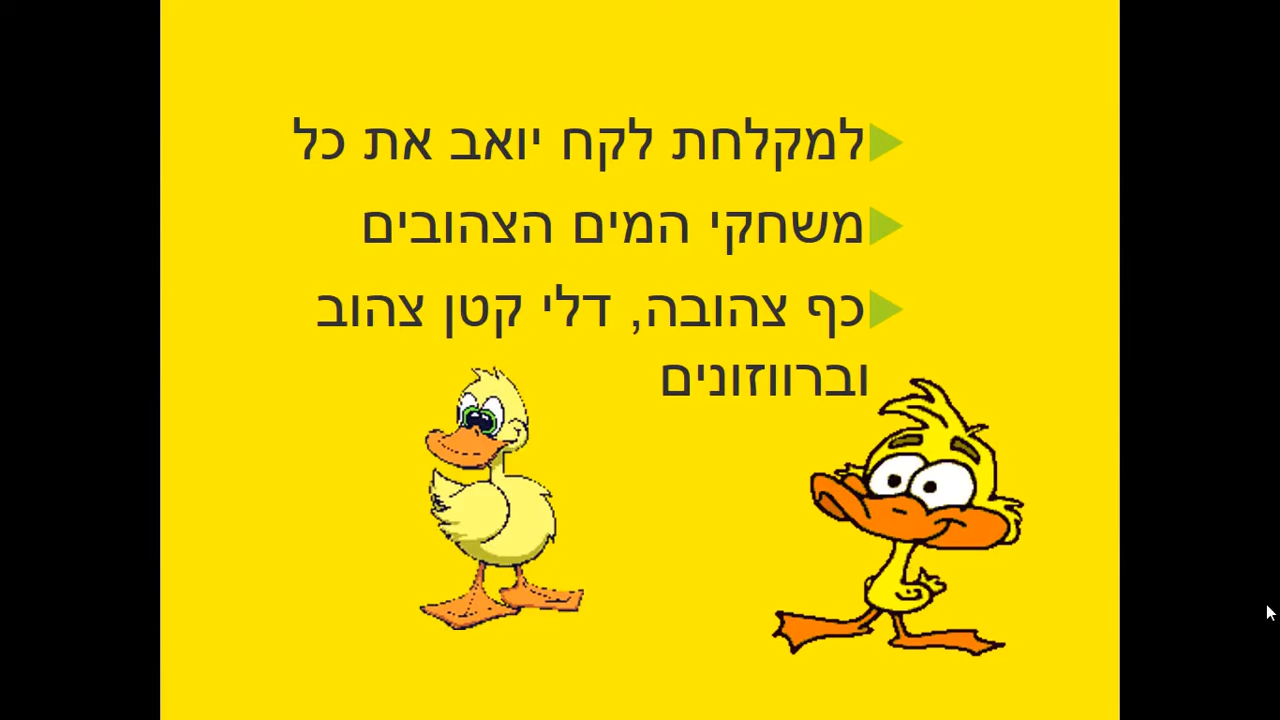 למקלחת לקח יואב את כל
משחקי המים הצהובים
כף צהובה, דלי קטן צהוב
וברווזונים